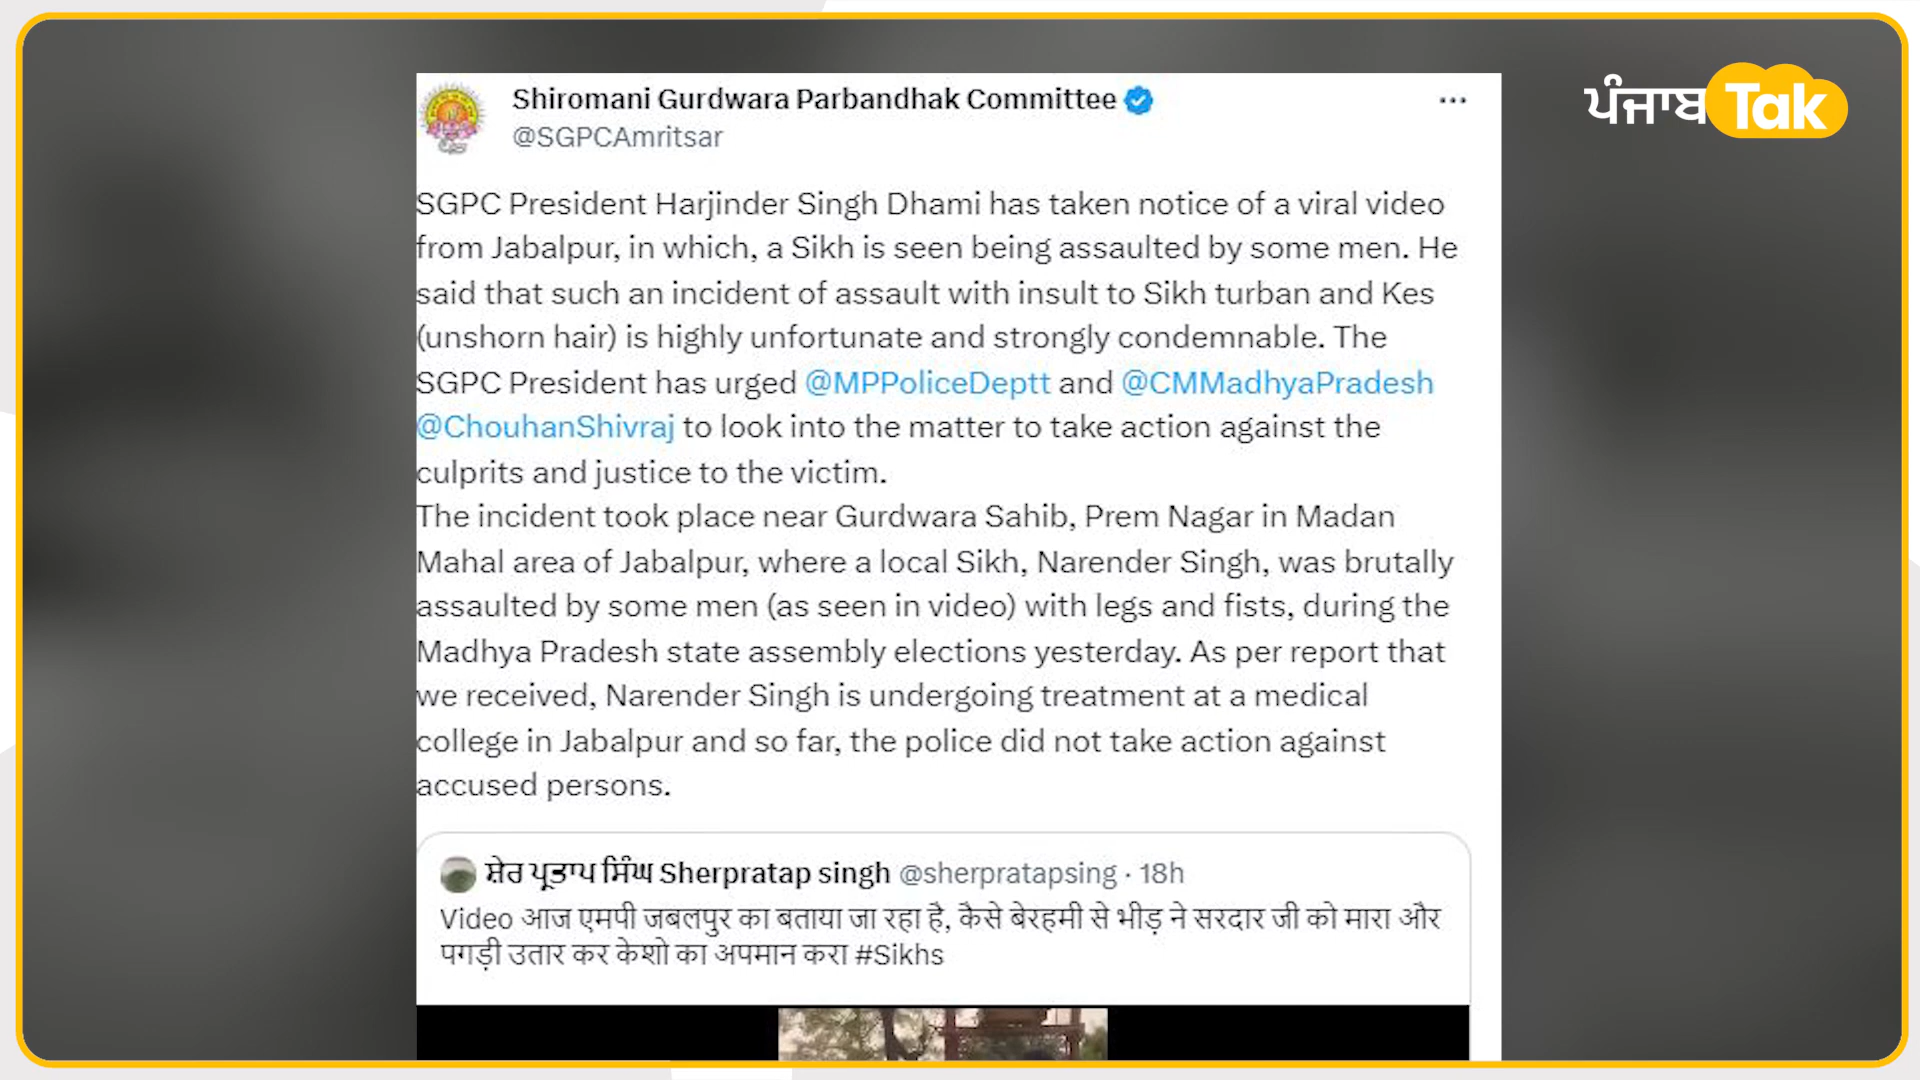 Shiromani Gurdwara Parbandhak Committee
@SGPCAmritsar
ਪੰਜਾਬ Tak
SGPC President Harjinder Singh Dhami has taken notice of a viral video
from Jabalpur, in which, a Sikh is seen being assaulted by some men. He
said that such an incident of assault with insult to Sikh turban and Kes
(unshorn hair) is highly unfortunate and strongly condemnable. The
SGPC President has urged @MPPoliceDeptt and @CMMadhyaPradesh
@ChouhanShivraj to look into the matter to take action against the
culprits and justice to the victim.
The incident took place near Gurdwara Sahib, Prem Nagar in Madan
Mahal area of Jabalpur, where a local Sikh, Narender Singh, was brutally
assaulted by some men (as seen in video) with legs and fists, during the
Madhya Pradesh state assembly elections yesterday. As per report that
we received, Narender Singh is undergoing treatment at a medical
college in Jabalpur and so far, the police did not take action against
accused persons.
ਸ਼ੇਰ ਪ੍ਰਤਾਪ ਸਿੰਘ Sherpratap singh @sherpratapsing · 18h
Video आज एमपी जबलपुर का बताया जा रहा है, कैसे बेरहमी से भीड़ ने सरदार जी को मारा और
पगड़ी उतार कर केशो का अपमान करा #Sikhs